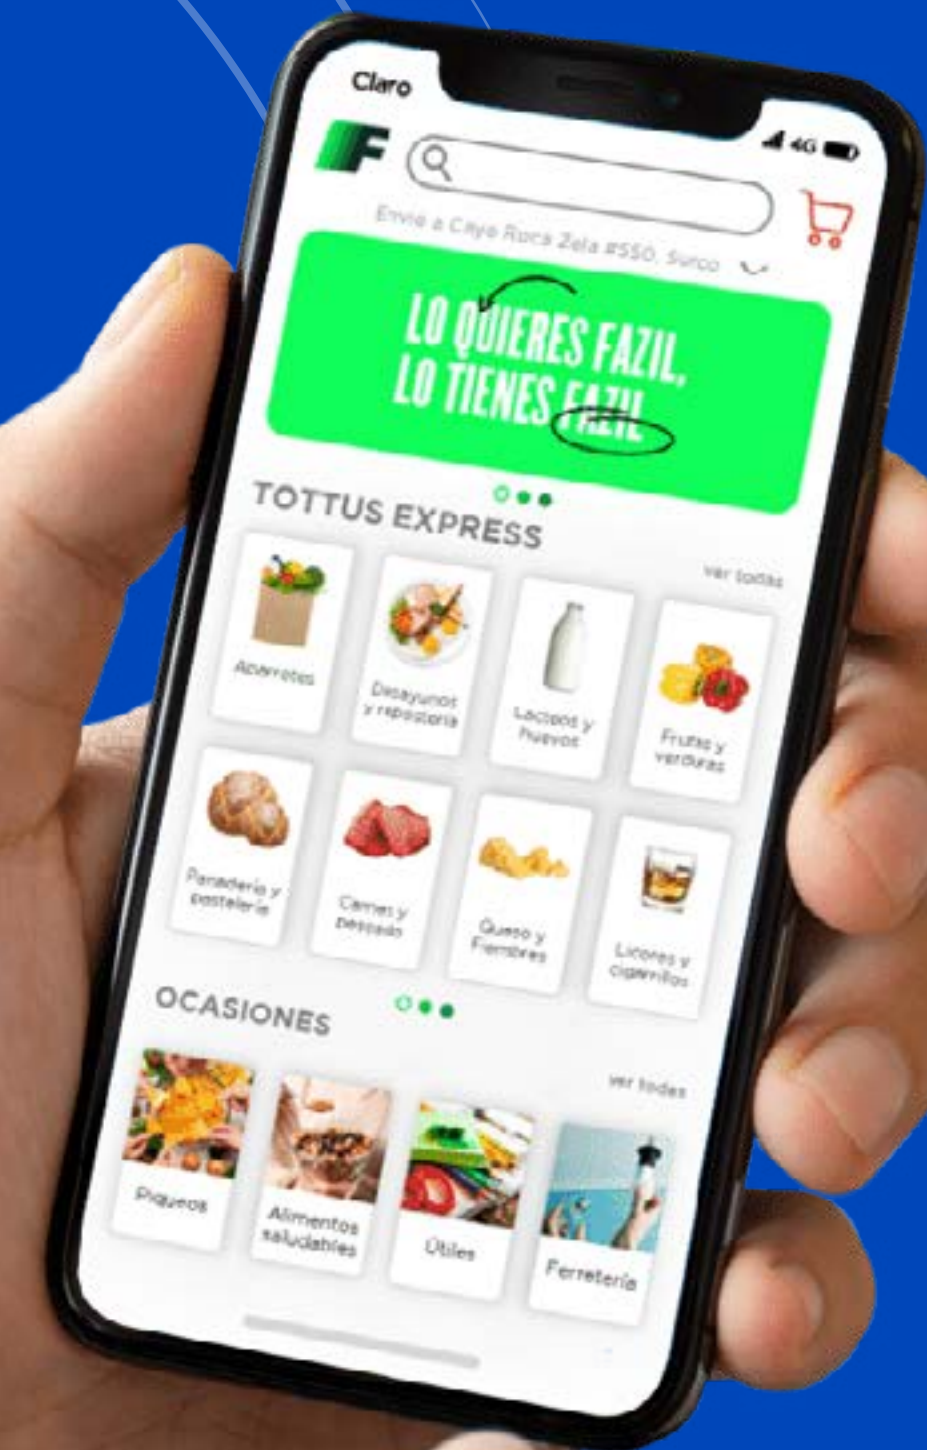 Claro
4G
F
Envío a Cayo Roca Zela #550, Surco
LO QUIERES FAZIL,
LO TIENES FAZIL
TOTTUS EXPRESS
ver todas
Abarrotes
Desayunos
y repostería
Lácteos y
huevos
Frutas y
verduras
Panadería y
pastelería
Carnes y
pescado
Queso y
Fiambres
Licores y
cigarrillos
OCASIONES
ver todas
Piqueos
Alimentos
saludables
Útiles
Ferretería